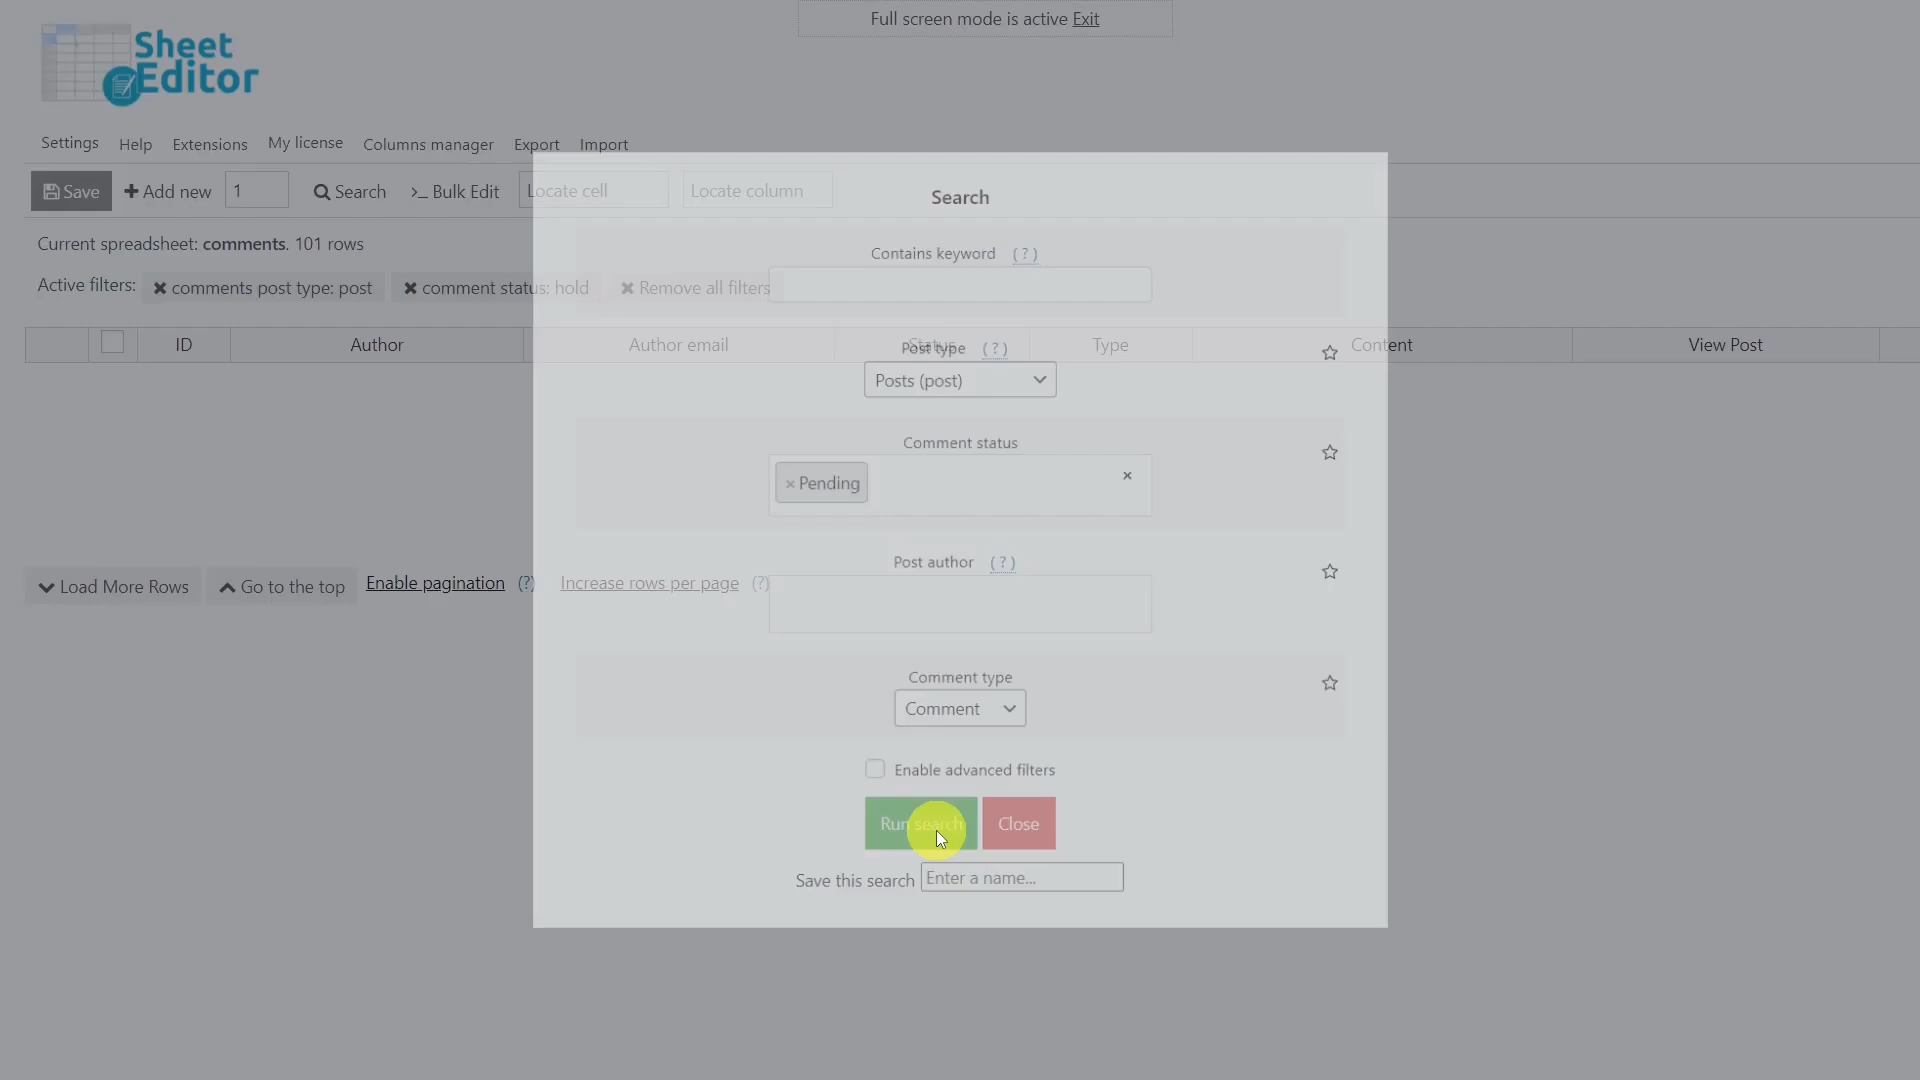 Full screen mode is active Exit
Sheet
Editor
Settings Help Extensions My license Columns manager Export Import
Save Add new 1 Search >_ Bulk Edit Locate cell Locate column
Search
Current spreadsheet: comments. 101 rows
Contains keyword (?)
Active filters: comments post type: post comment status: hold Remove all filters
ID Author Author email Status Type Content View Post
Post type (?)
Posts (post)
Comment status
× Pending ×
Post author (?)
Load More Rows Go to the top Enable pagination (?) Increase rows per page (?)
Comment type
Comment
Enable advanced filters
Run search Close
Save this search Enter a name...